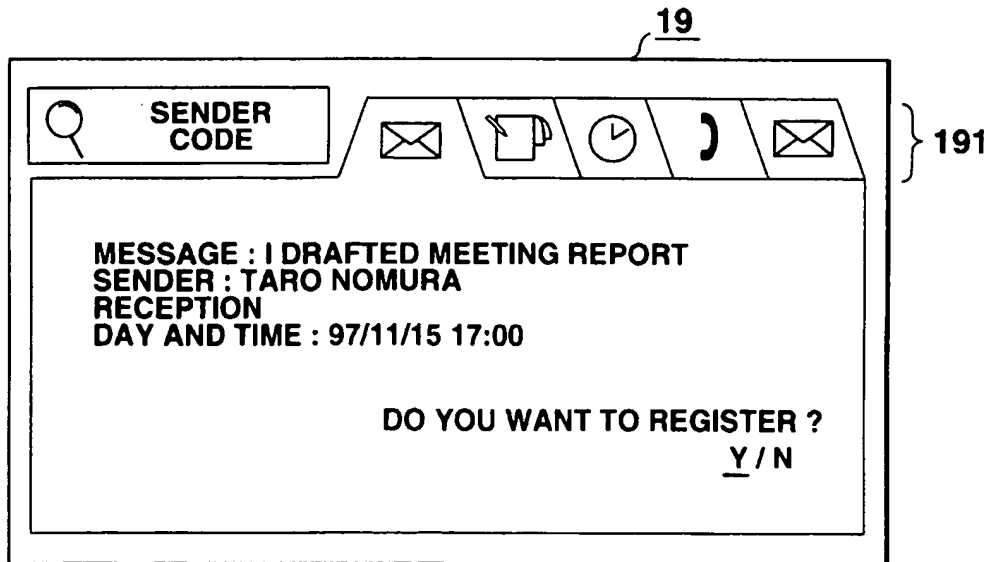 19
SENDER
CODE
191
MESSAGE : I DRAFTED MEETING REPORT
SENDER : TARO NOMURA
RECEPTION
DAY AND TIME : 97/11/15 17:00
DO YOU WANT TO REGISTER ?
Y / N